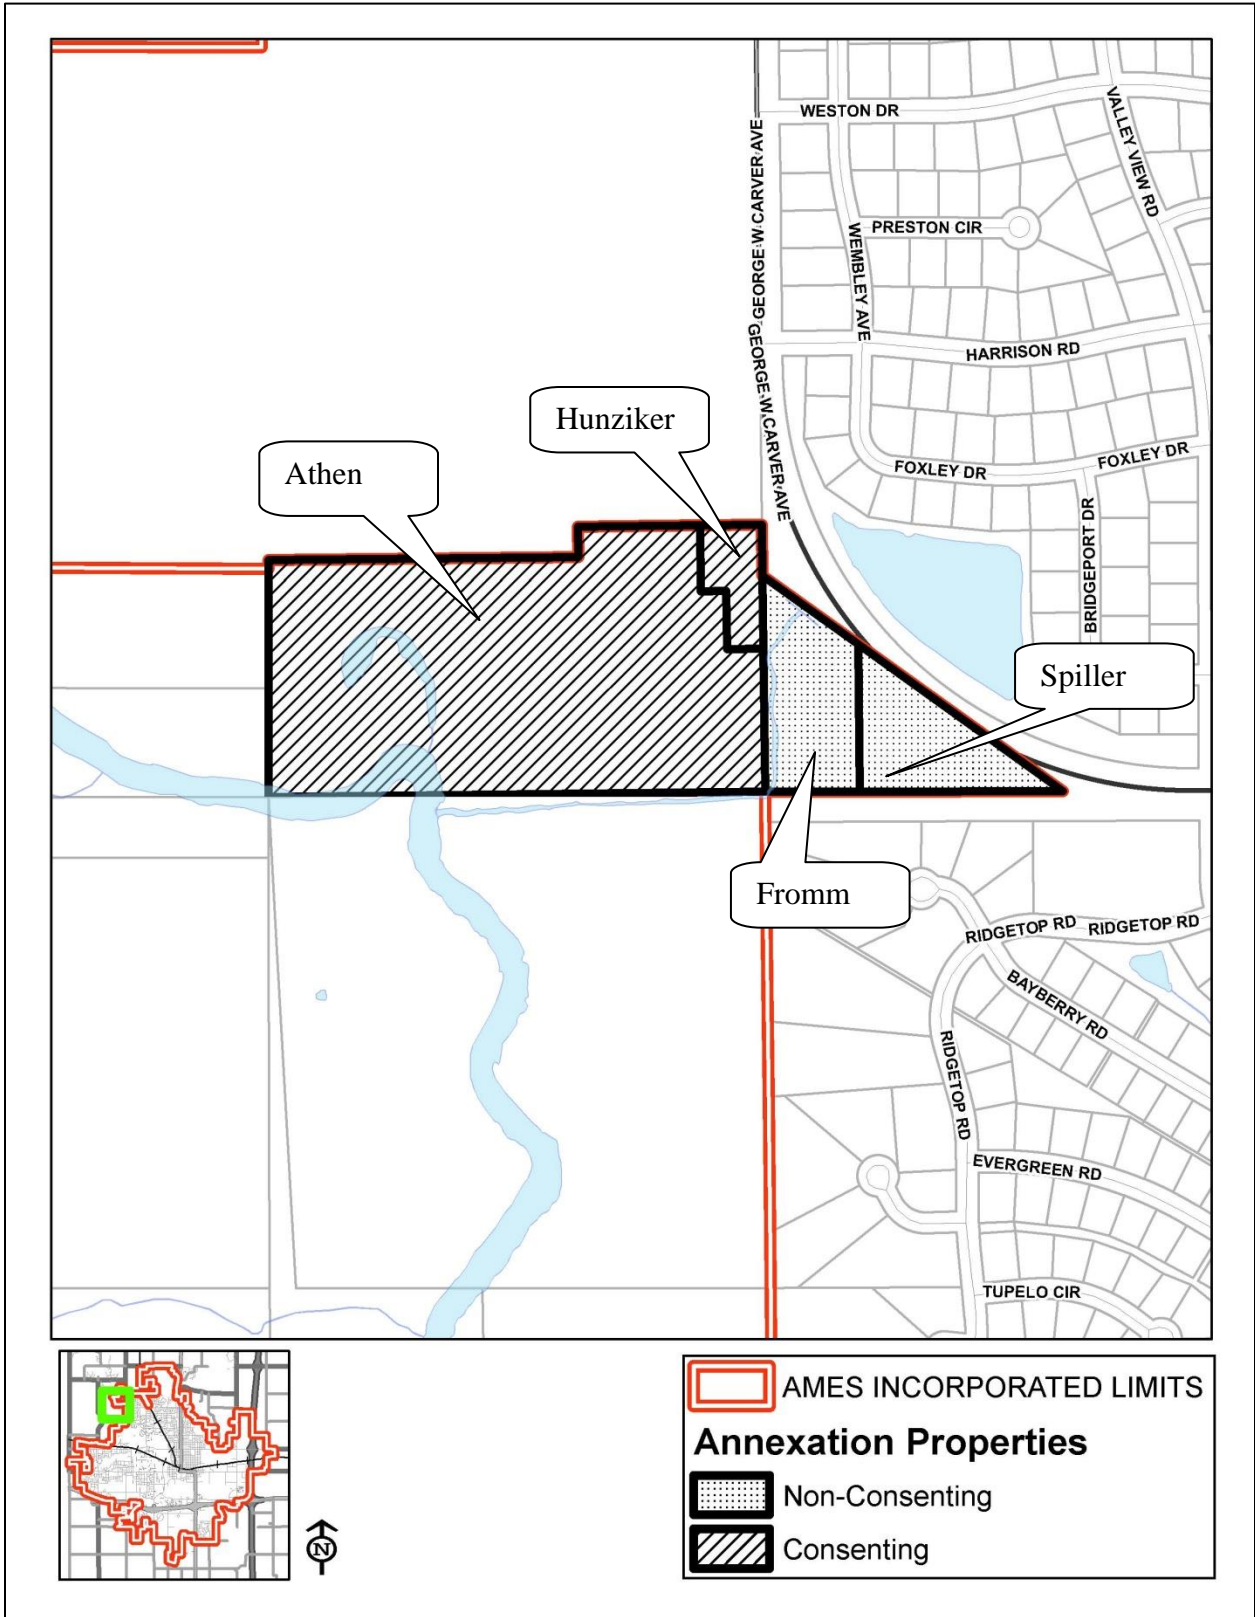 WESTON DR
VALLEY VIEW RD
GEORGE W CARVER AVE
GEORGE W CARVER AVE
PRESTON CIR
WEMBLEY AVE
HARRISON RD
Hunziker
Athen
FOXLEY DR
FOXLEY DR
BRIDGEPORT DR
Spiller
Fromm
RIDGETOP RD
RIDGETOP RD
BAYBERRY RD
RIDGETOP RD
EVERGREEN RD
TUPELO CIR
N
AMES INCORPORATED LIMITS
Annexation Properties
Non-Consenting
Consenting